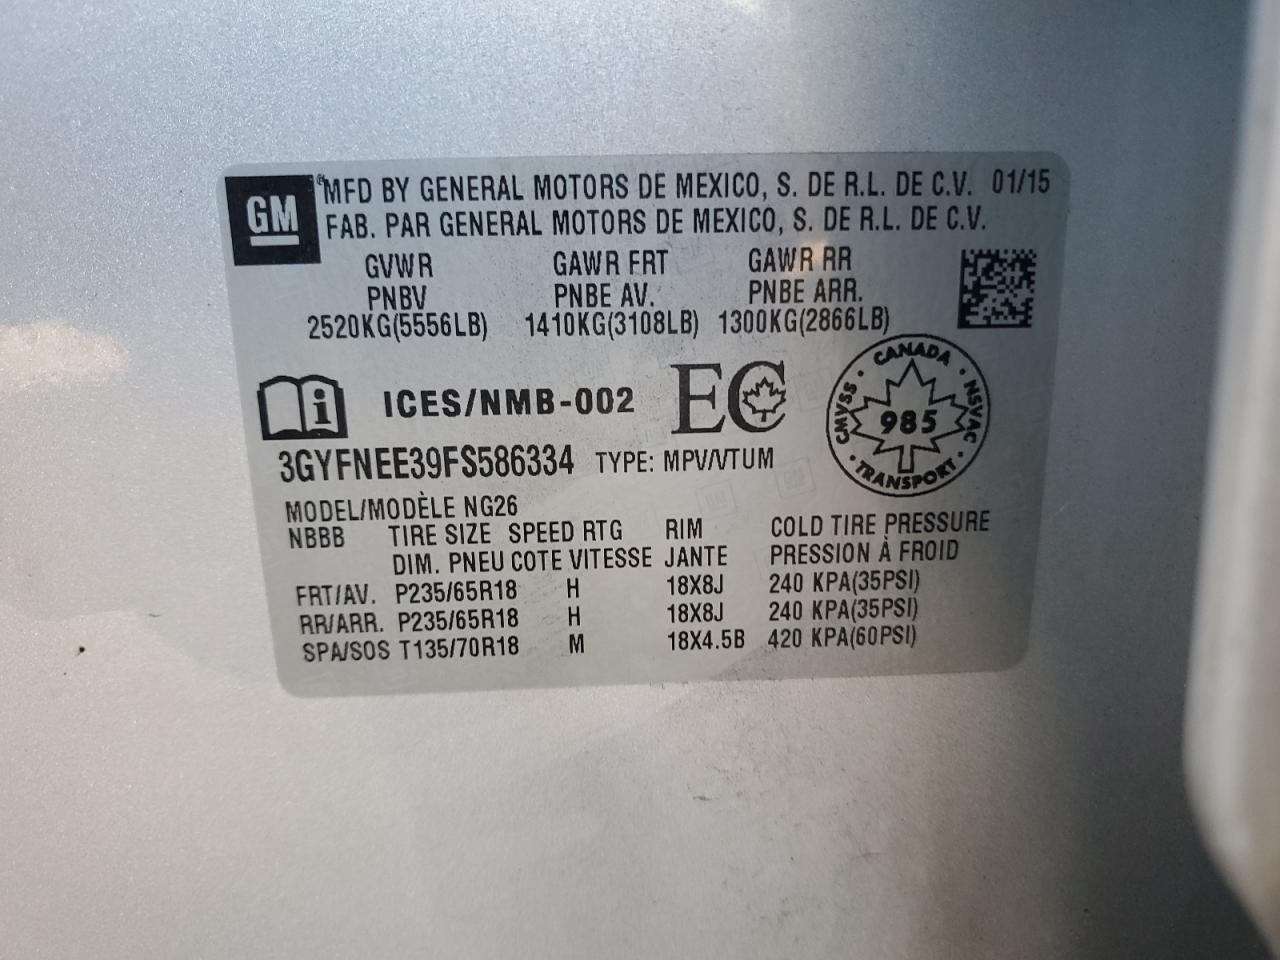 GM ® MFD BY GENERAL MOTORS DE MEXICO, S. DE R.L. DE C.V. 01/15
FAB. PAR GENERAL MOTORS DE MEXICO, S. DE R.L. DE C.V.
GVWR GAWR FRT GAWR RR
PNBV PNBE AV. PNBE ARR.
2520KG(5556LB) 1410KG(3108LB) 1300KG(2866LB)
i ICES/NMB-002 EC
CANADA
CMVSS 985 NSVAC
TRANSPORT
3GYFNEE39FS586334 TYPE: MPV/VTUM
MODEL/MODÈLE NG26
NBBB TIRE SIZE SPEED RTG RIM COLD TIRE PRESSURE
DIM. PNEU COTE VITESSE JANTE PRESSION À FROID
FRT/AV. P235/65R18 H 18X8J 240 KPA(35PSI)
RR/ARR. P235/65R18 H 18X8J 240 KPA(35PSI)
SPA/SOS T135/70R18 M 18X4.5B 420 KPA(60PSI)